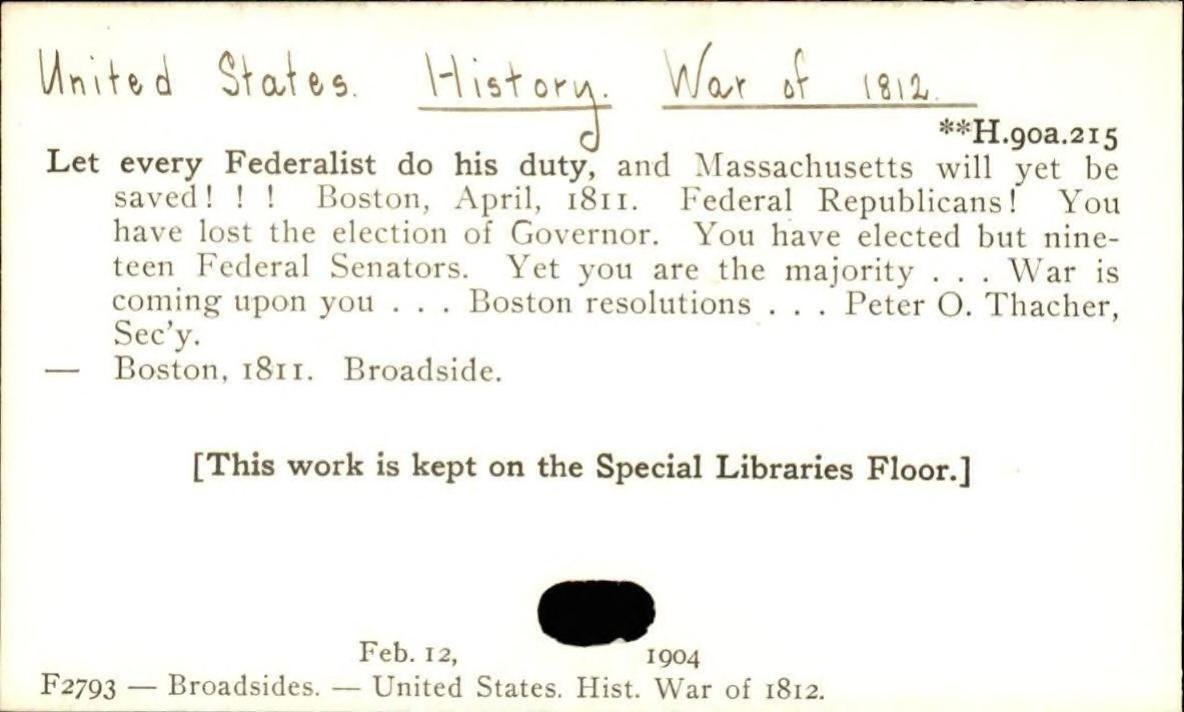 United States. History. War of 1812.
**H.90a.215
Let every Federalist do his duty, and Massachusetts will yet be
saved! ! ! Boston, April, 1811. Federal Republicans! You
have lost the election of Governor. You have elected but nine-
teen Federal Senators. Yet you are the majority . . . War is
coming upon you . . . Boston resolutions . . . Peter O. Thacher,
Sec'y.
— Boston, 1811. Broadside.
[This work is kept on the Special Libraries Floor.]
Feb. 12, 1904
F2793 — Broadsides. — United States. Hist. War of 1812.